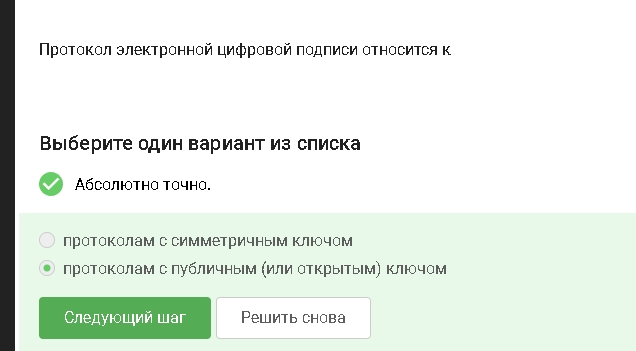 Протокол электронной цифровой подписи относится к
Выберите один вариант из списка
Абсолютно точно.
протоколам с симметричным ключом
протоколам с публичным (или открытым) ключом
Следующий шаг
Решить снова